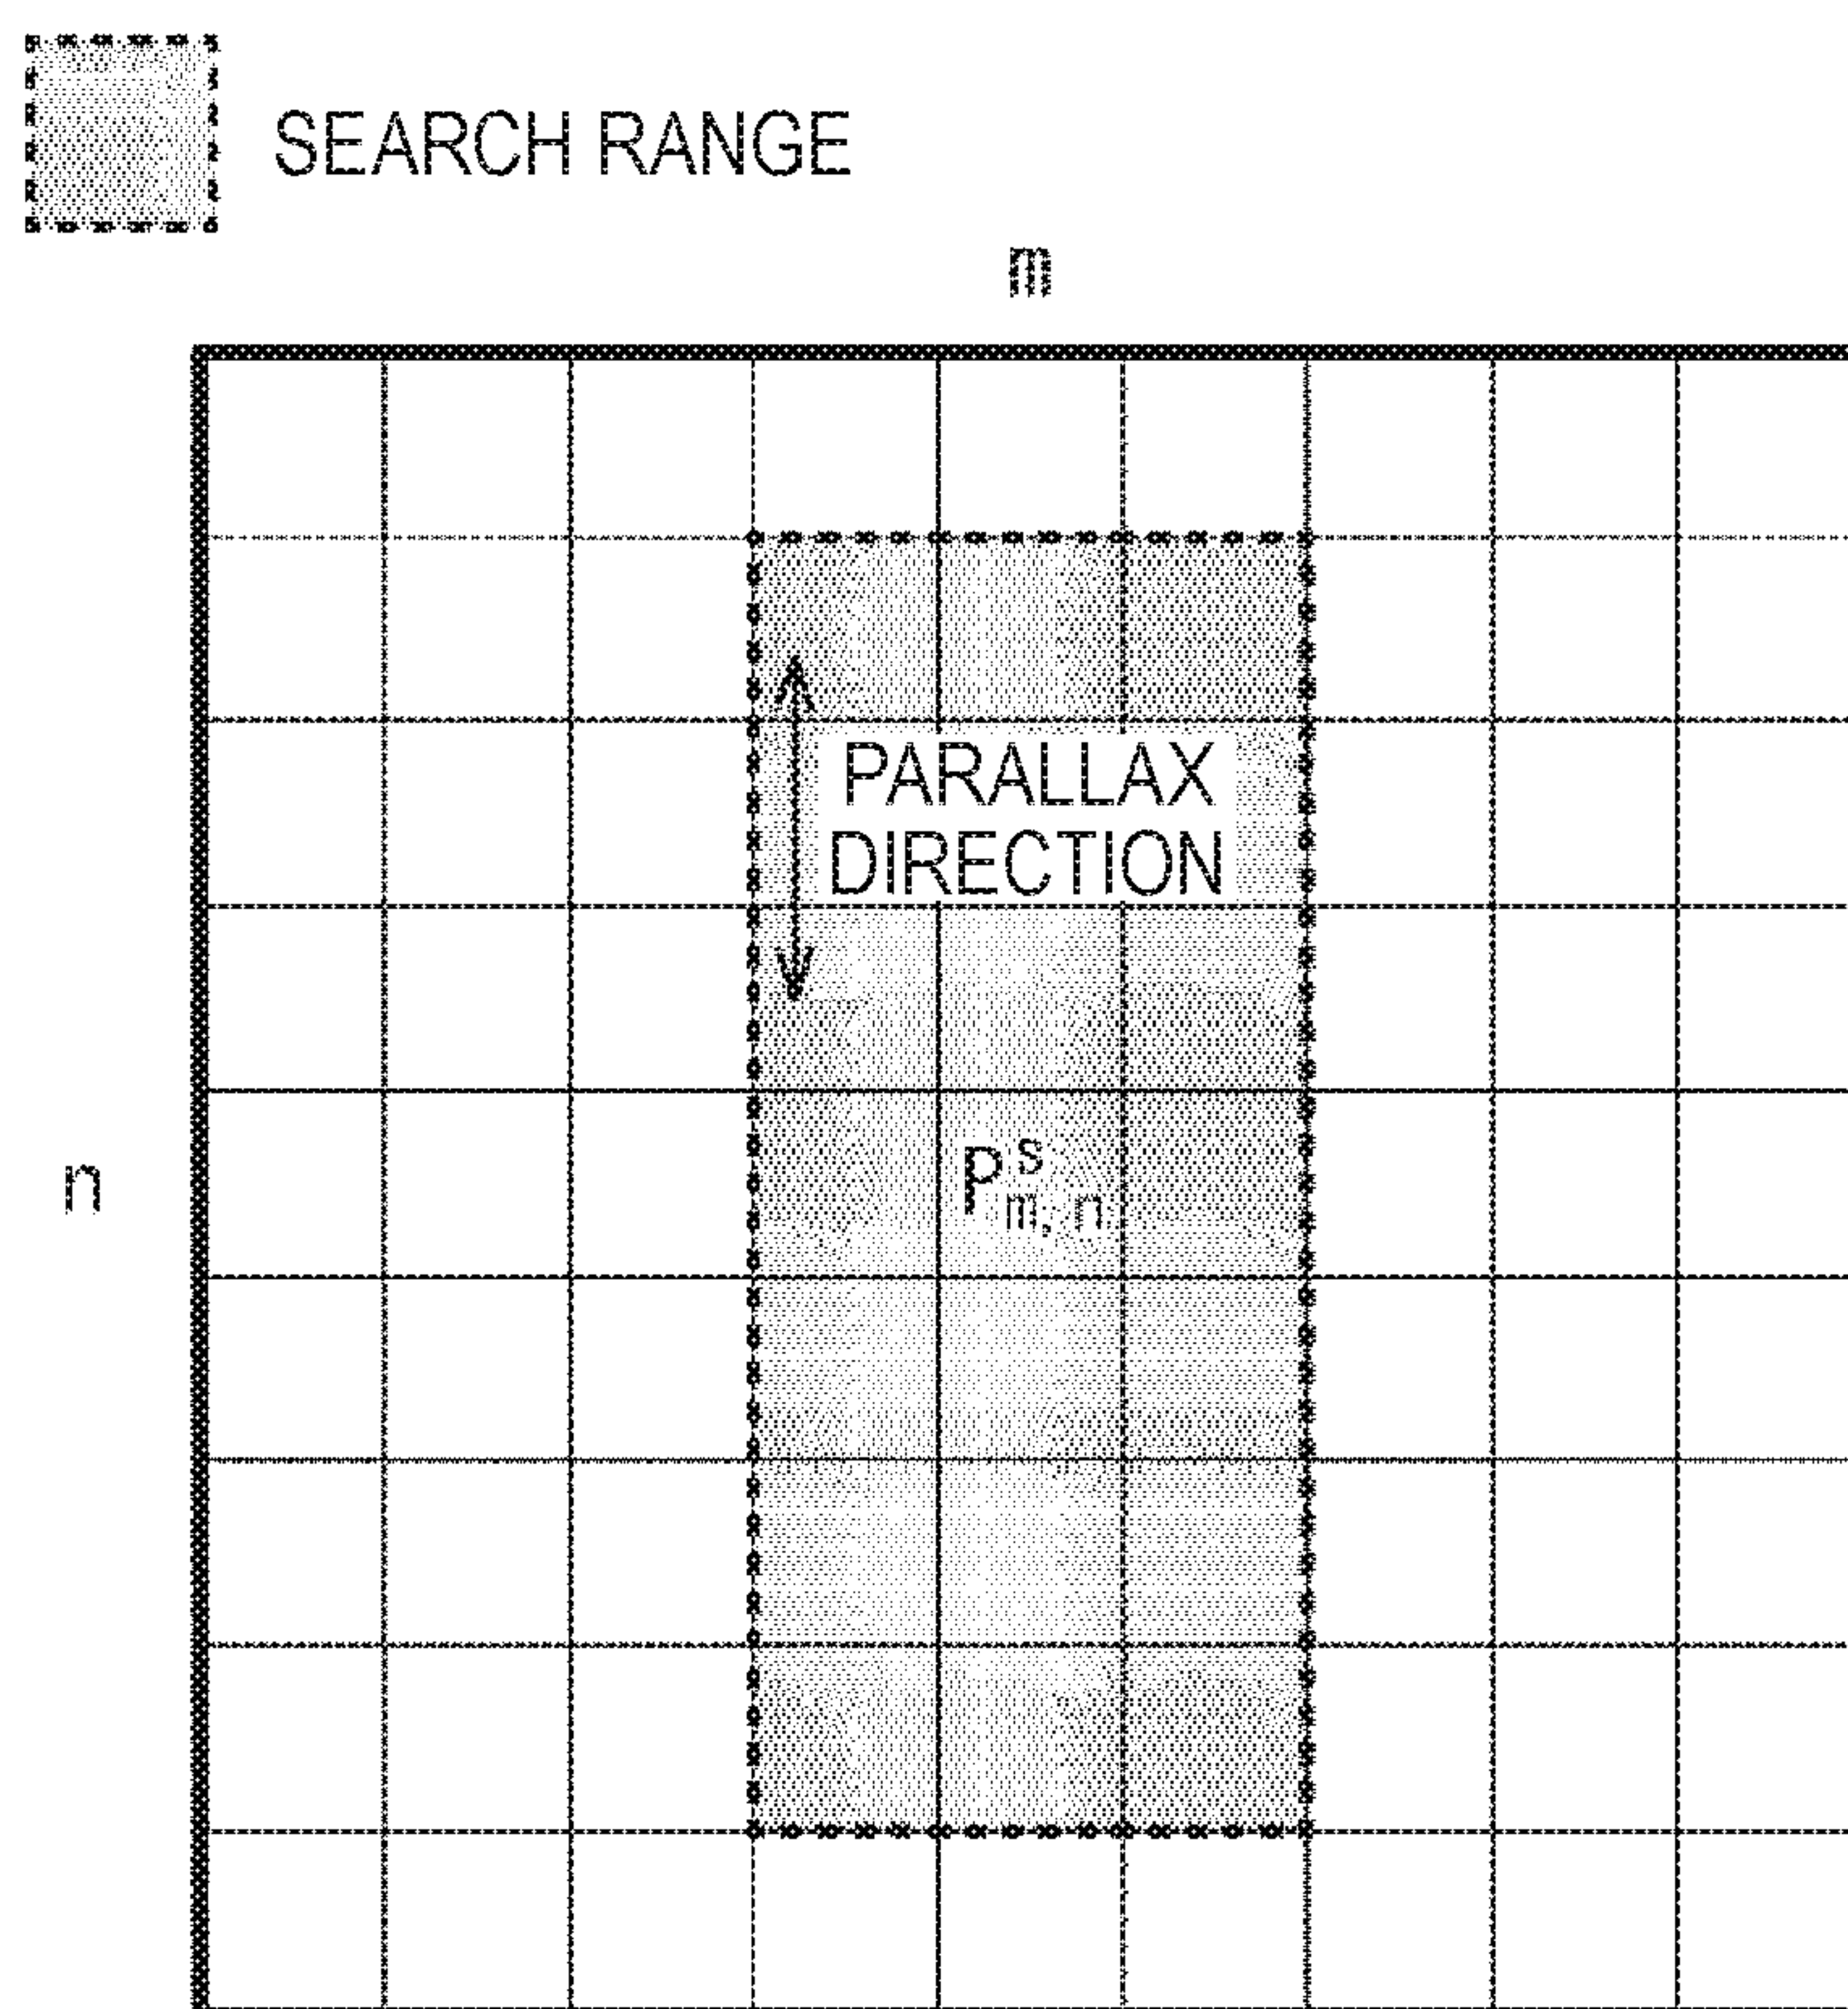 SEARCH RANGE
m
PARALLAX
DIRECTION
n
P^S_{m, n}